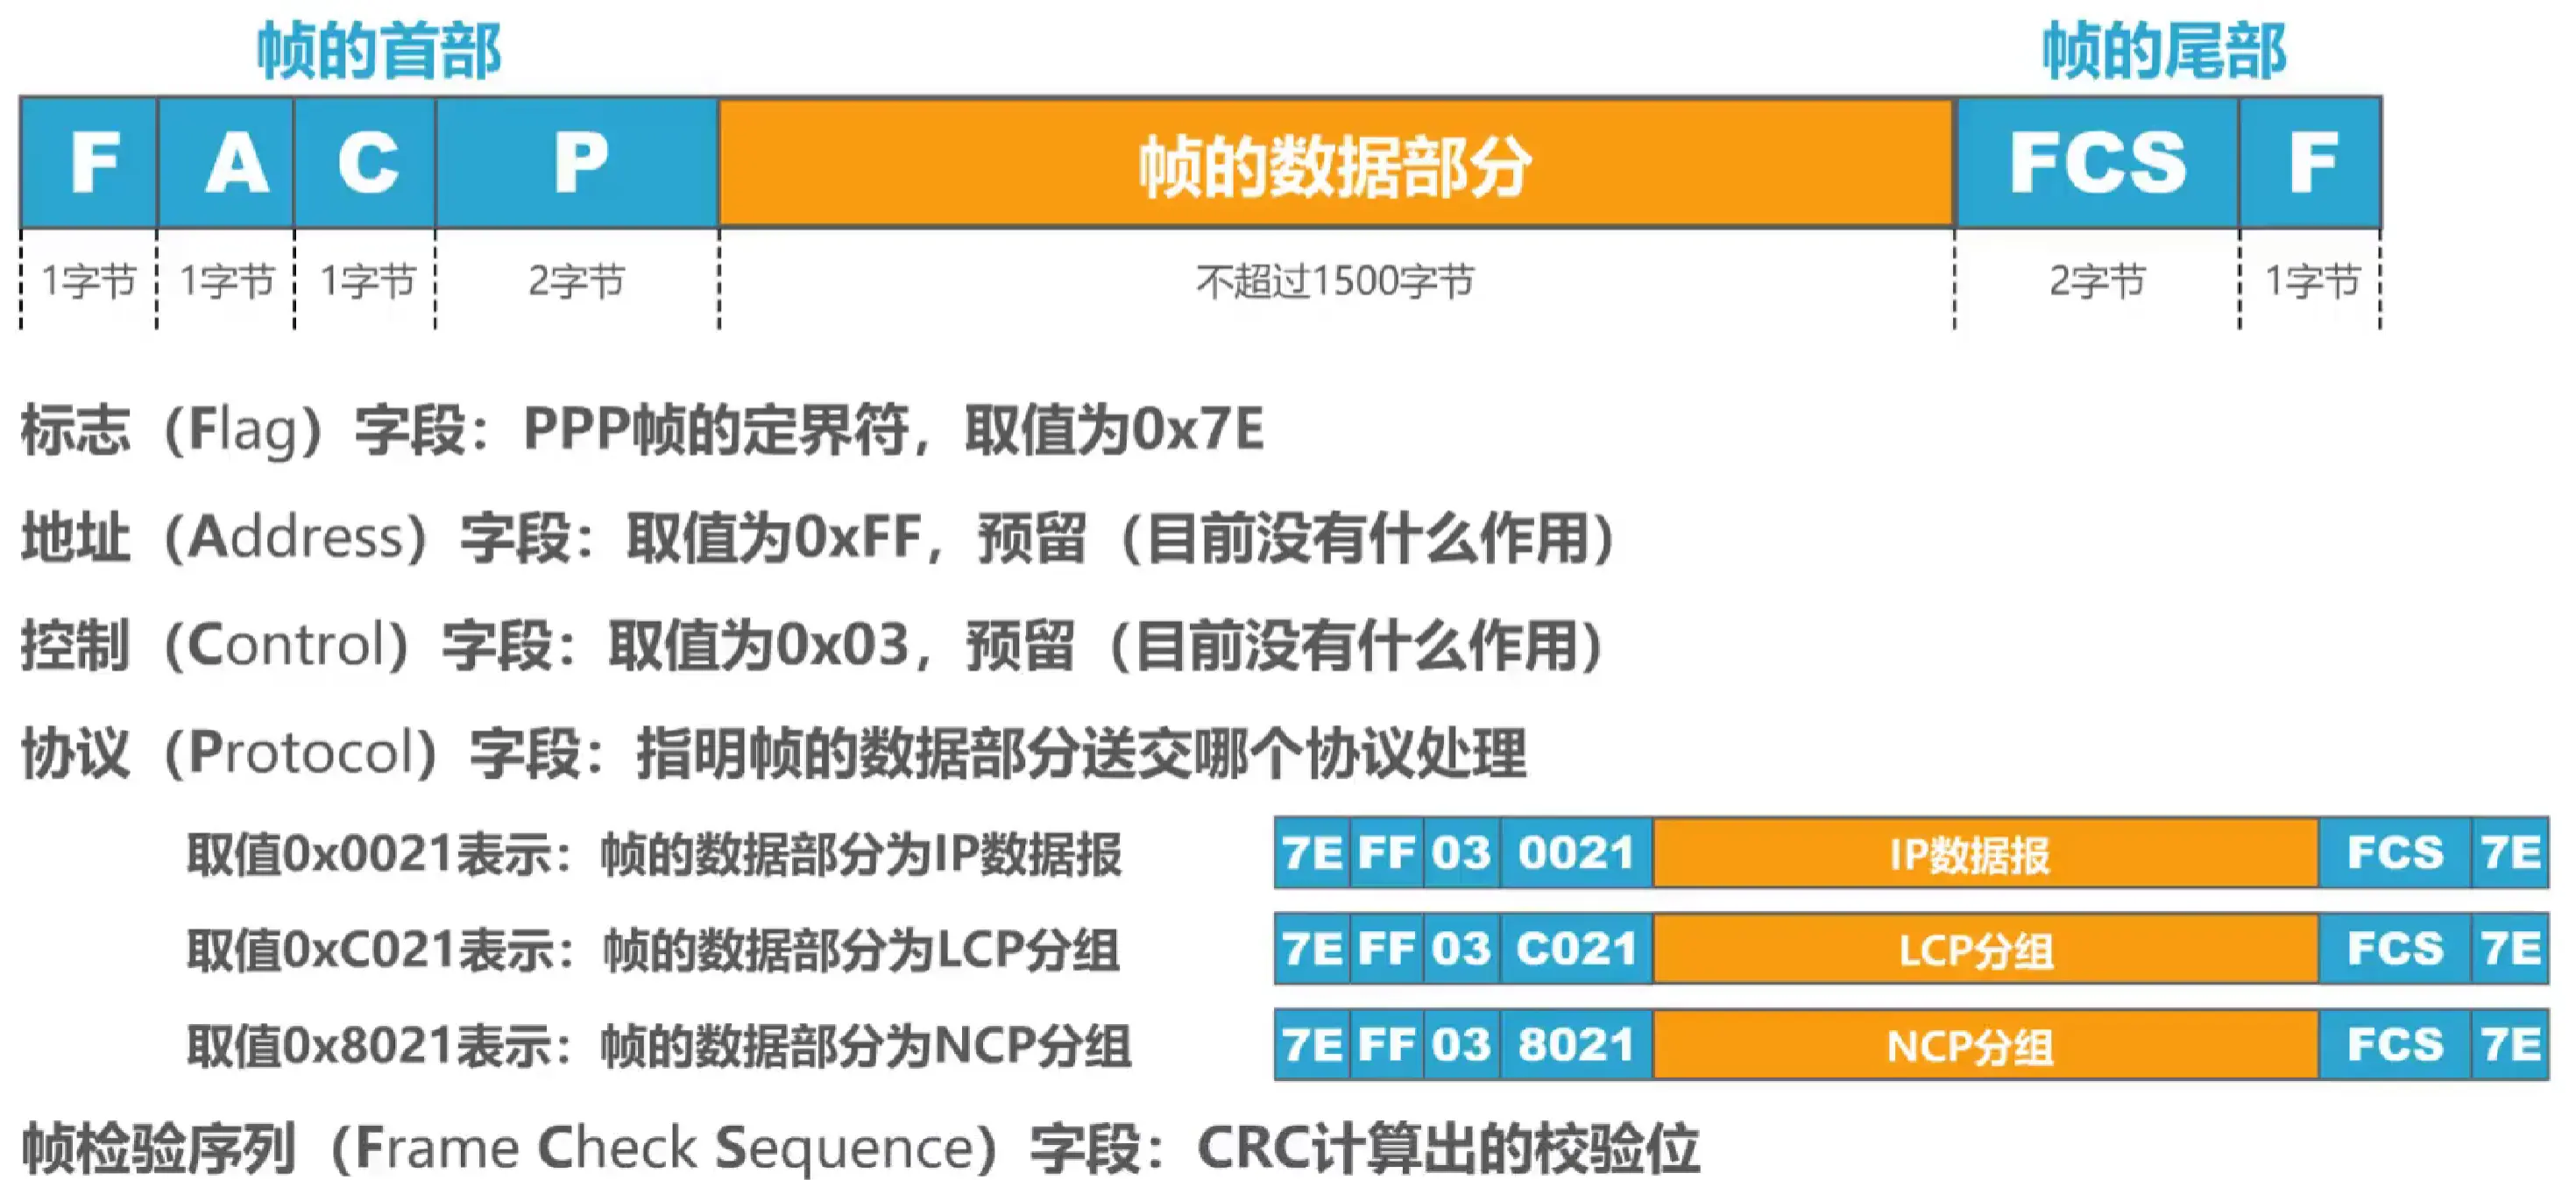 帧的首部 帧的尾部
F A C P 帧的数据部分 FCS F
1字节 1字节 1字节 2字节 不超过1500字节 2字节 1字节
标志（Flag）字段：PPP帧的定界符，取值为0x7E
地址（Address）字段：取值为0xFF，预留（目前没有什么作用）
控制（Control）字段：取值为0x03，预留（目前没有什么作用）
协议（Protocol）字段：指明帧的数据部分送交哪个协议处理
取值0x0021表示：帧的数据部分为IP数据报 7E FF 03 0021 IP数据报 FCS 7E
取值0xC021表示：帧的数据部分为LCP分组 7E FF 03 C021 LCP分组 FCS 7E
取值0x8021表示：帧的数据部分为NCP分组 7E FF 03 8021 NCP分组 FCS 7E
帧检验序列（Frame Check Sequence）字段：CRC计算出的校验位